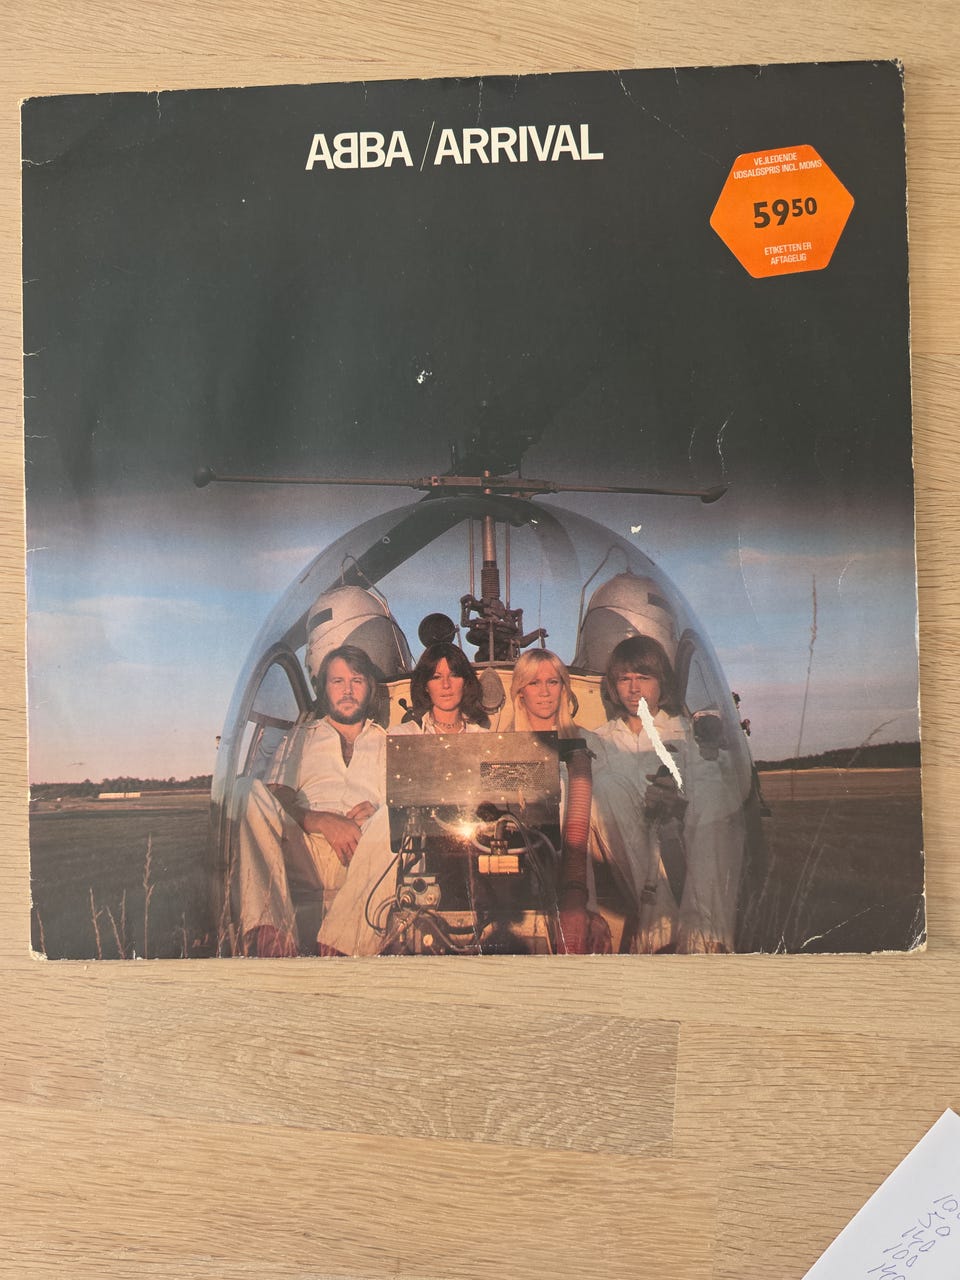 ABBA / ARRIVAL
VEJLEDENDE
UDSALGSPRIS INCL. MOMS
59 50
ETIKETTEN ER
AFTAGELIG